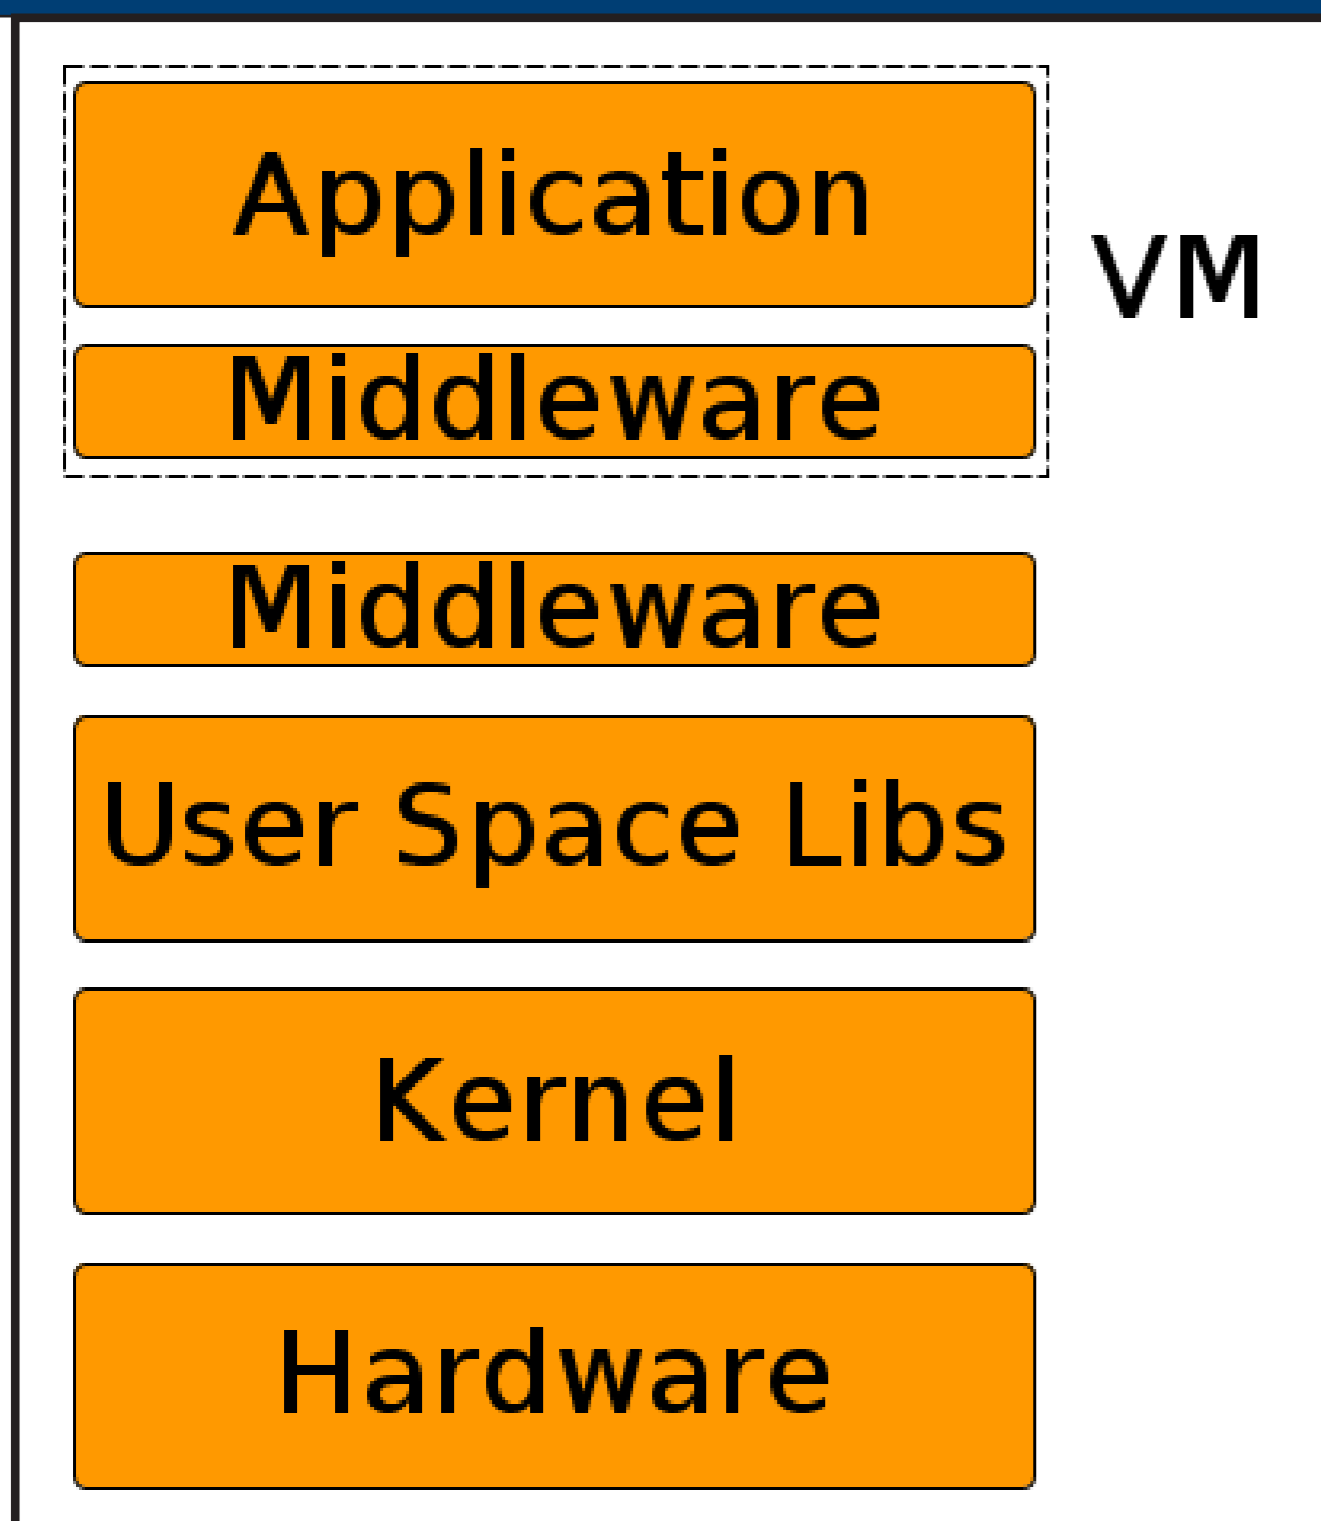 Application
VM
Middleware
Middleware
User Space Libs
Kernel
Hardware